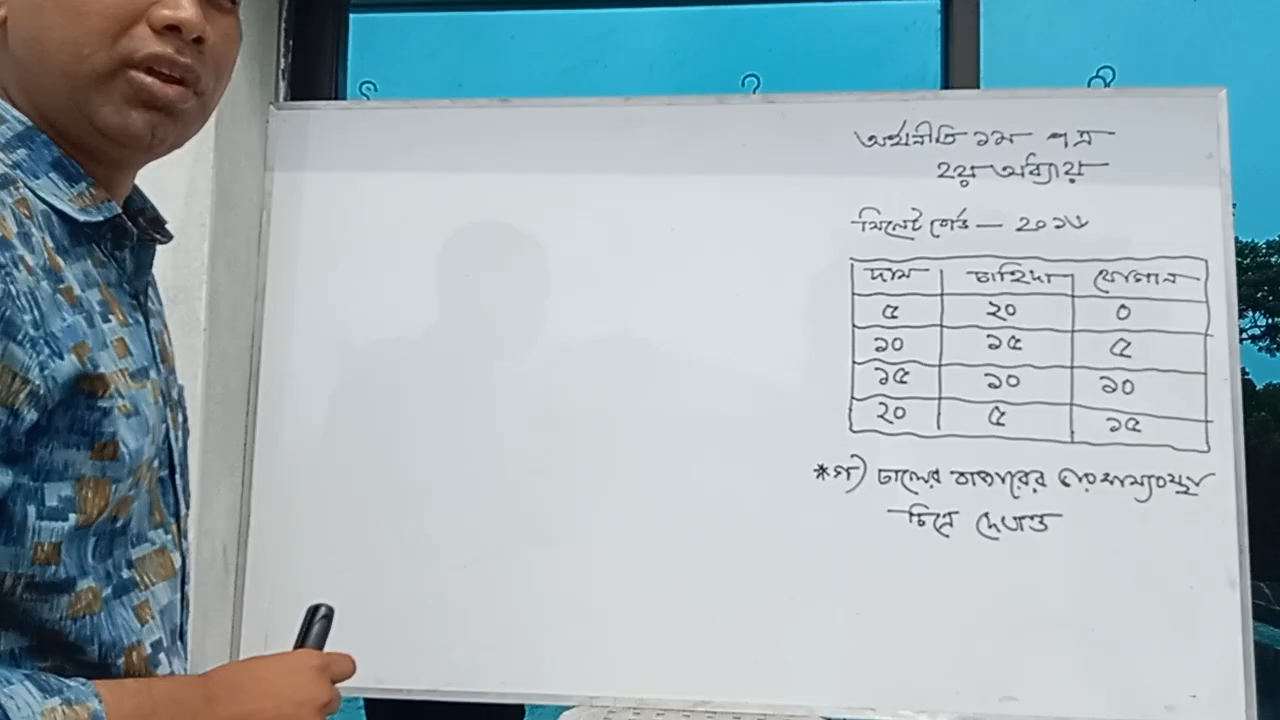 অর্থনীতি ১ম পত্র
২য় অধ্যায়
সিলেট বোর্ড — ২০১৬
দাম চাহিদা যোগান
৫ ২০ ০
১০ ১৫ ৫
১৫ ১০ ১০
২০ ৫ ১৫
*গ) চালের বাজারের ভারসাম্যাবস্থা
চিত্রে দেখাও